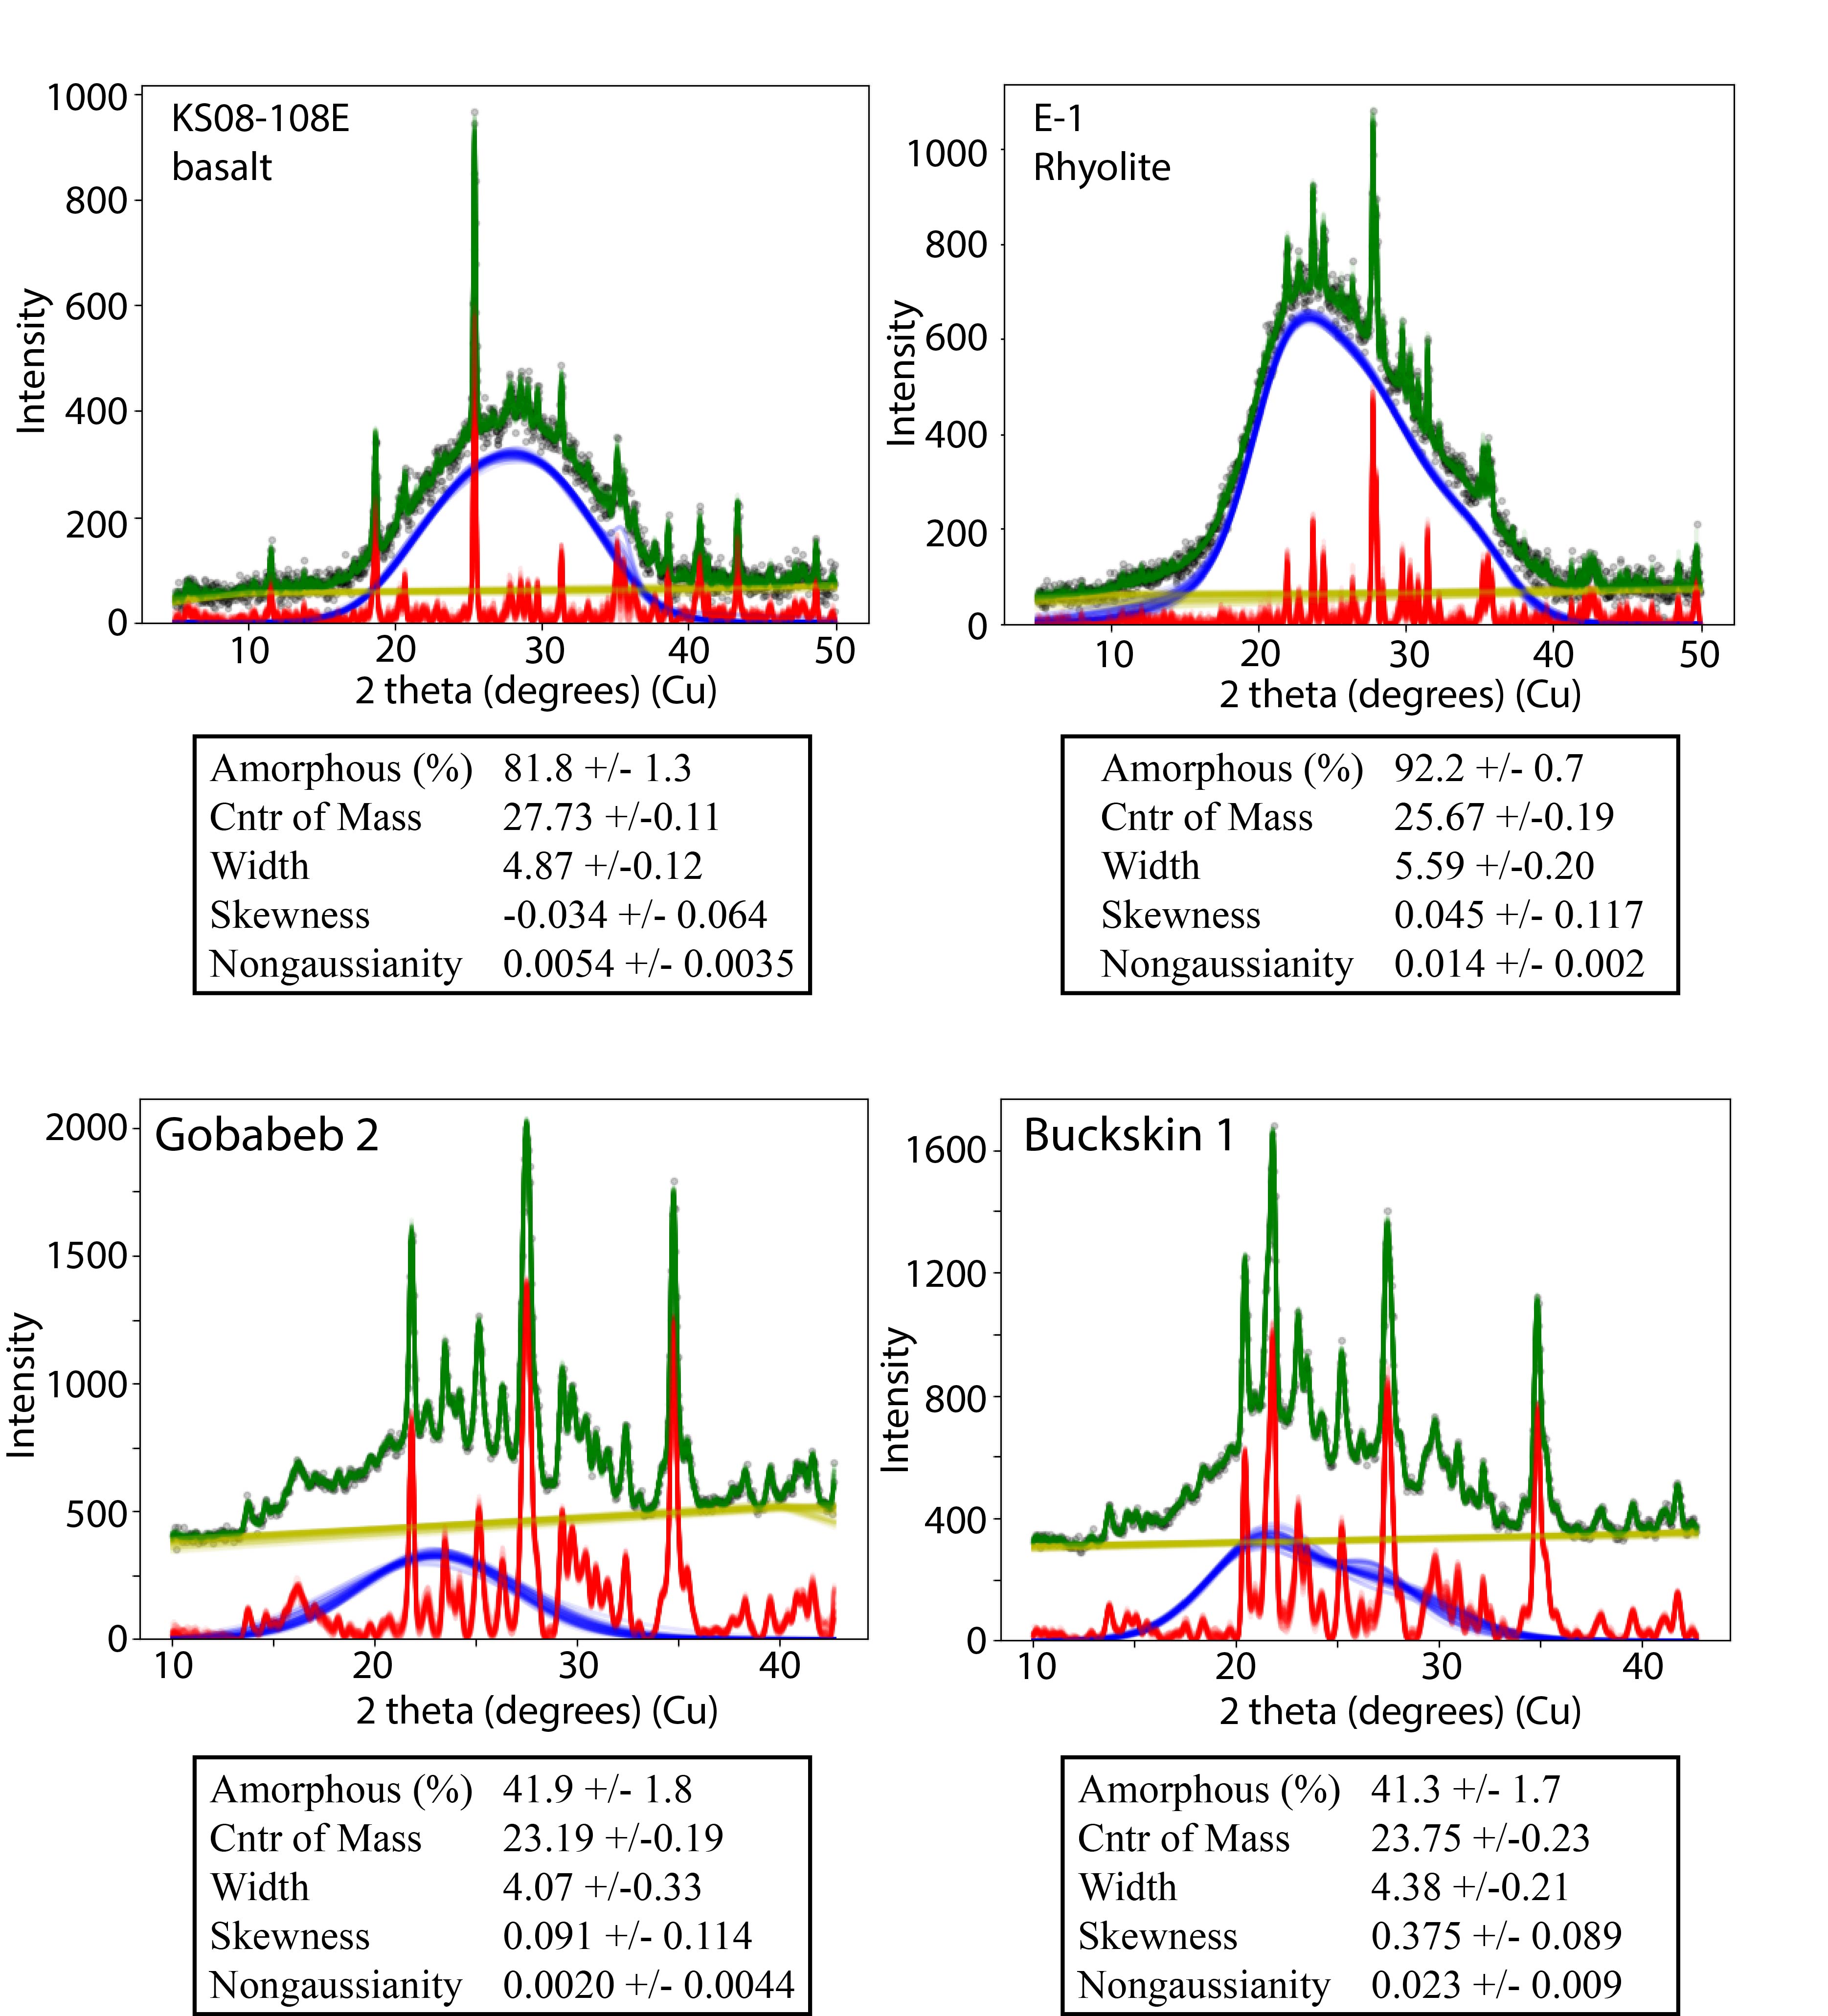 KS08-108E
basalt
1000
800
600
400
200
0
Intensity
10 20 30 40 50
2 theta (degrees) (Cu)
Amorphous (%) 81.8 +/- 1.3
Cntr of Mass 27.73 +/-0.11
Width 4.87 +/-0.12
Skewness -0.034 +/- 0.064
Nongaussianity 0.0054 +/- 0.0035
E-1
Rhyolite
1000
800
600
400
200
0
Intensity
10 20 30 40 50
2 theta (degrees) (Cu)
Amorphous (%) 92.2 +/- 0.7
Cntr of Mass 25.67 +/-0.19
Width 5.59 +/-0.20
Skewness 0.045 +/- 0.117
Nongaussianity 0.014 +/- 0.002
Gobabeb 2
2000
1500
1000
500
0
Intensity
10 20 30 40
2 theta (degrees) (Cu)
Amorphous (%) 41.9 +/- 1.8
Cntr of Mass 23.19 +/-0.19
Width 4.07 +/-0.33
Skewness 0.091 +/- 0.114
Nongaussianity 0.0020 +/- 0.0044
Buckskin 1
1600
1200
800
400
0
Intensity
10 20 30 40
2 theta (degrees) (Cu)
Amorphous (%) 41.3 +/- 1.7
Cntr of Mass 23.75 +/-0.23
Width 4.38 +/-0.21
Skewness 0.375 +/- 0.089
Nongaussianity 0.023 +/- 0.009